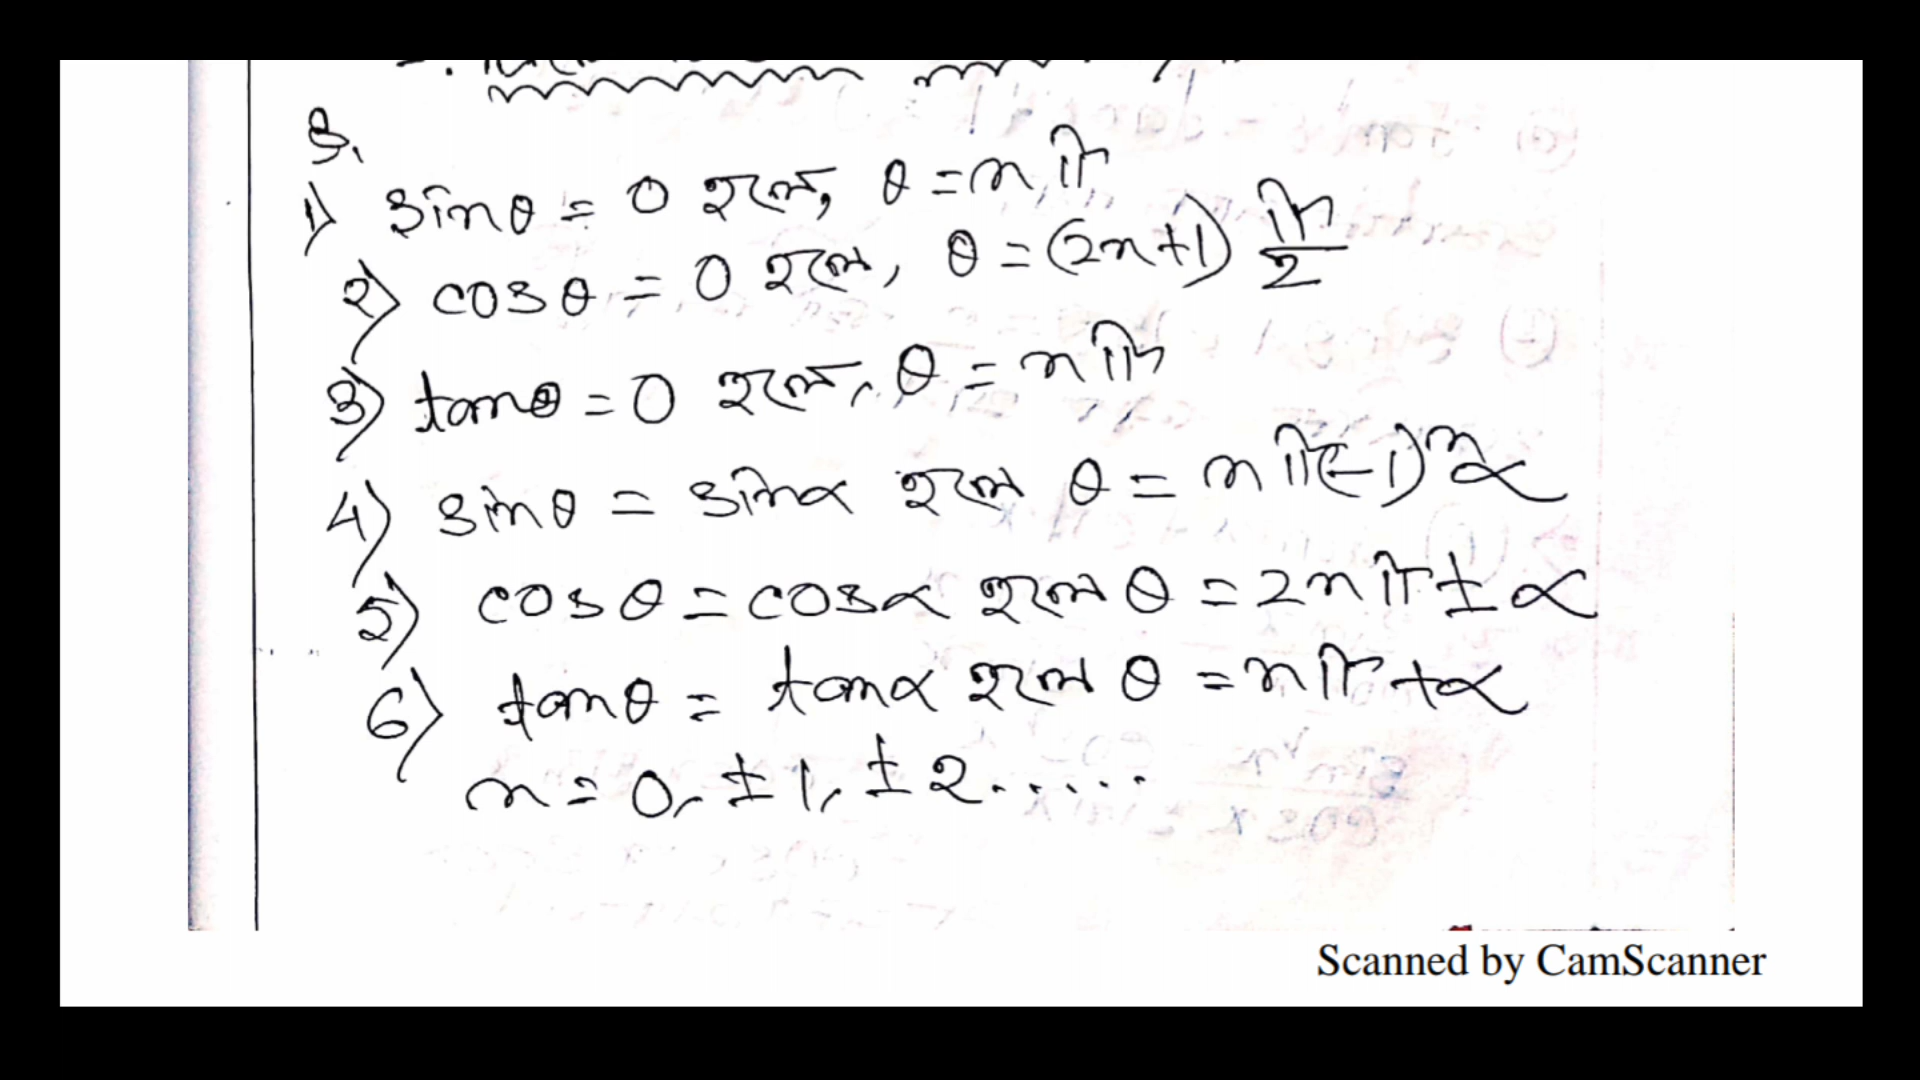 ৪.
1) sinθ = 0 হলে, θ = nπ
2) cosθ = 0 হলে, θ = (2n+1) π/2
3) tanθ = 0 হলে, θ = nπ
4) sinθ = sinα হলে θ = nπ(-1)ⁿα
5) cosθ = cosα হলে θ = 2nπ ± α
6) tanθ = tanα হলে θ = nπ + α
n = 0, ±1, ±2.....
Scanned by CamScanner